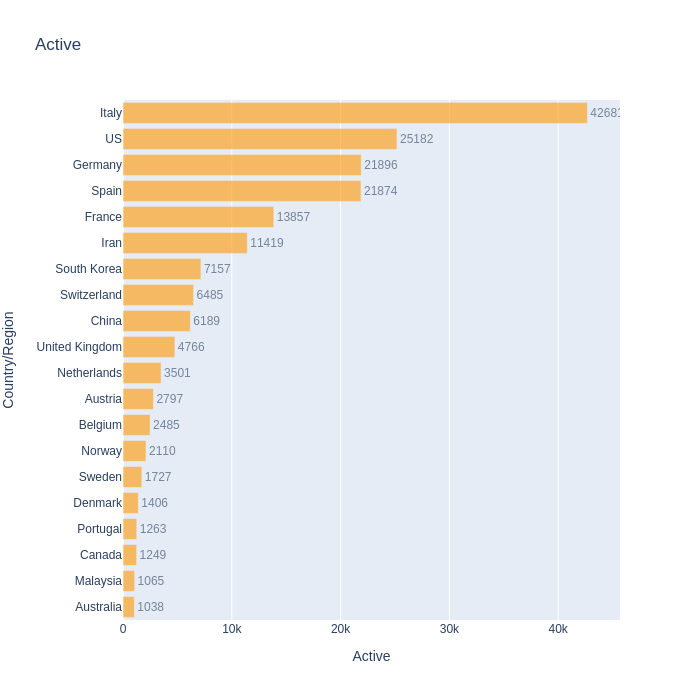 Active
Italy 42681
US 25182
Germany 21896
Spain 21874
France 13857
Iran 11419
South Korea 7157
Switzerland 6485
China 6189
United Kingdom 4766
Netherlands 3501
Austria 2797
Belgium 2485
Norway 2110
Sweden 1727
Denmark 1406
Portugal 1263
Canada 1249
Malaysia 1065
Australia 1038
0 10k 20k 30k 40k
Active
Country/Region